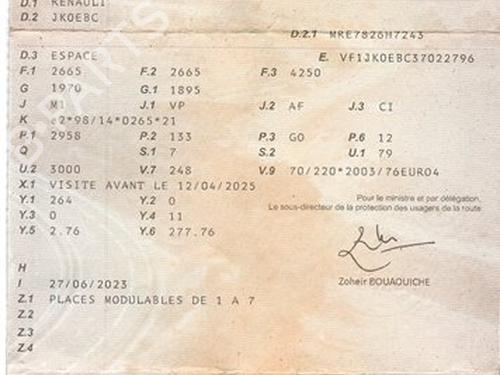 D.1 RENAULT
D.2 JK0EBC
D.2.1 MRE7826H7243
D.3 ESPACE E. VF1JK0EBC37022796
F.1 2665 F.2 2665 F.3 4250
G 1970 G.1 1895
J M1 J.1 VP J.2 AF J.3 CI
K e2*98/14*0265*21
P.1 2958 P.2 133 P.3 GO P.6 12
Q S.1 7 S.2 U.1 79
U.2 3000 V.7 248 V.9 70/220*2003/76EURO4
X.1 VISITE AVANT LE 12/04/2025
Pour le ministre et par délégation,
Y.1 264 Y.2 0
Le sous-directeur de la protection des usagers de la route
Y.3 0 Y.4 11
Y.5 2.76 Y.6 277.76
H
Zoheir BOUAOUICHE
I 27/06/2023
Z.1 PLACES MODULABLES DE 1 A 7
Z.2
Z.3
Z.4